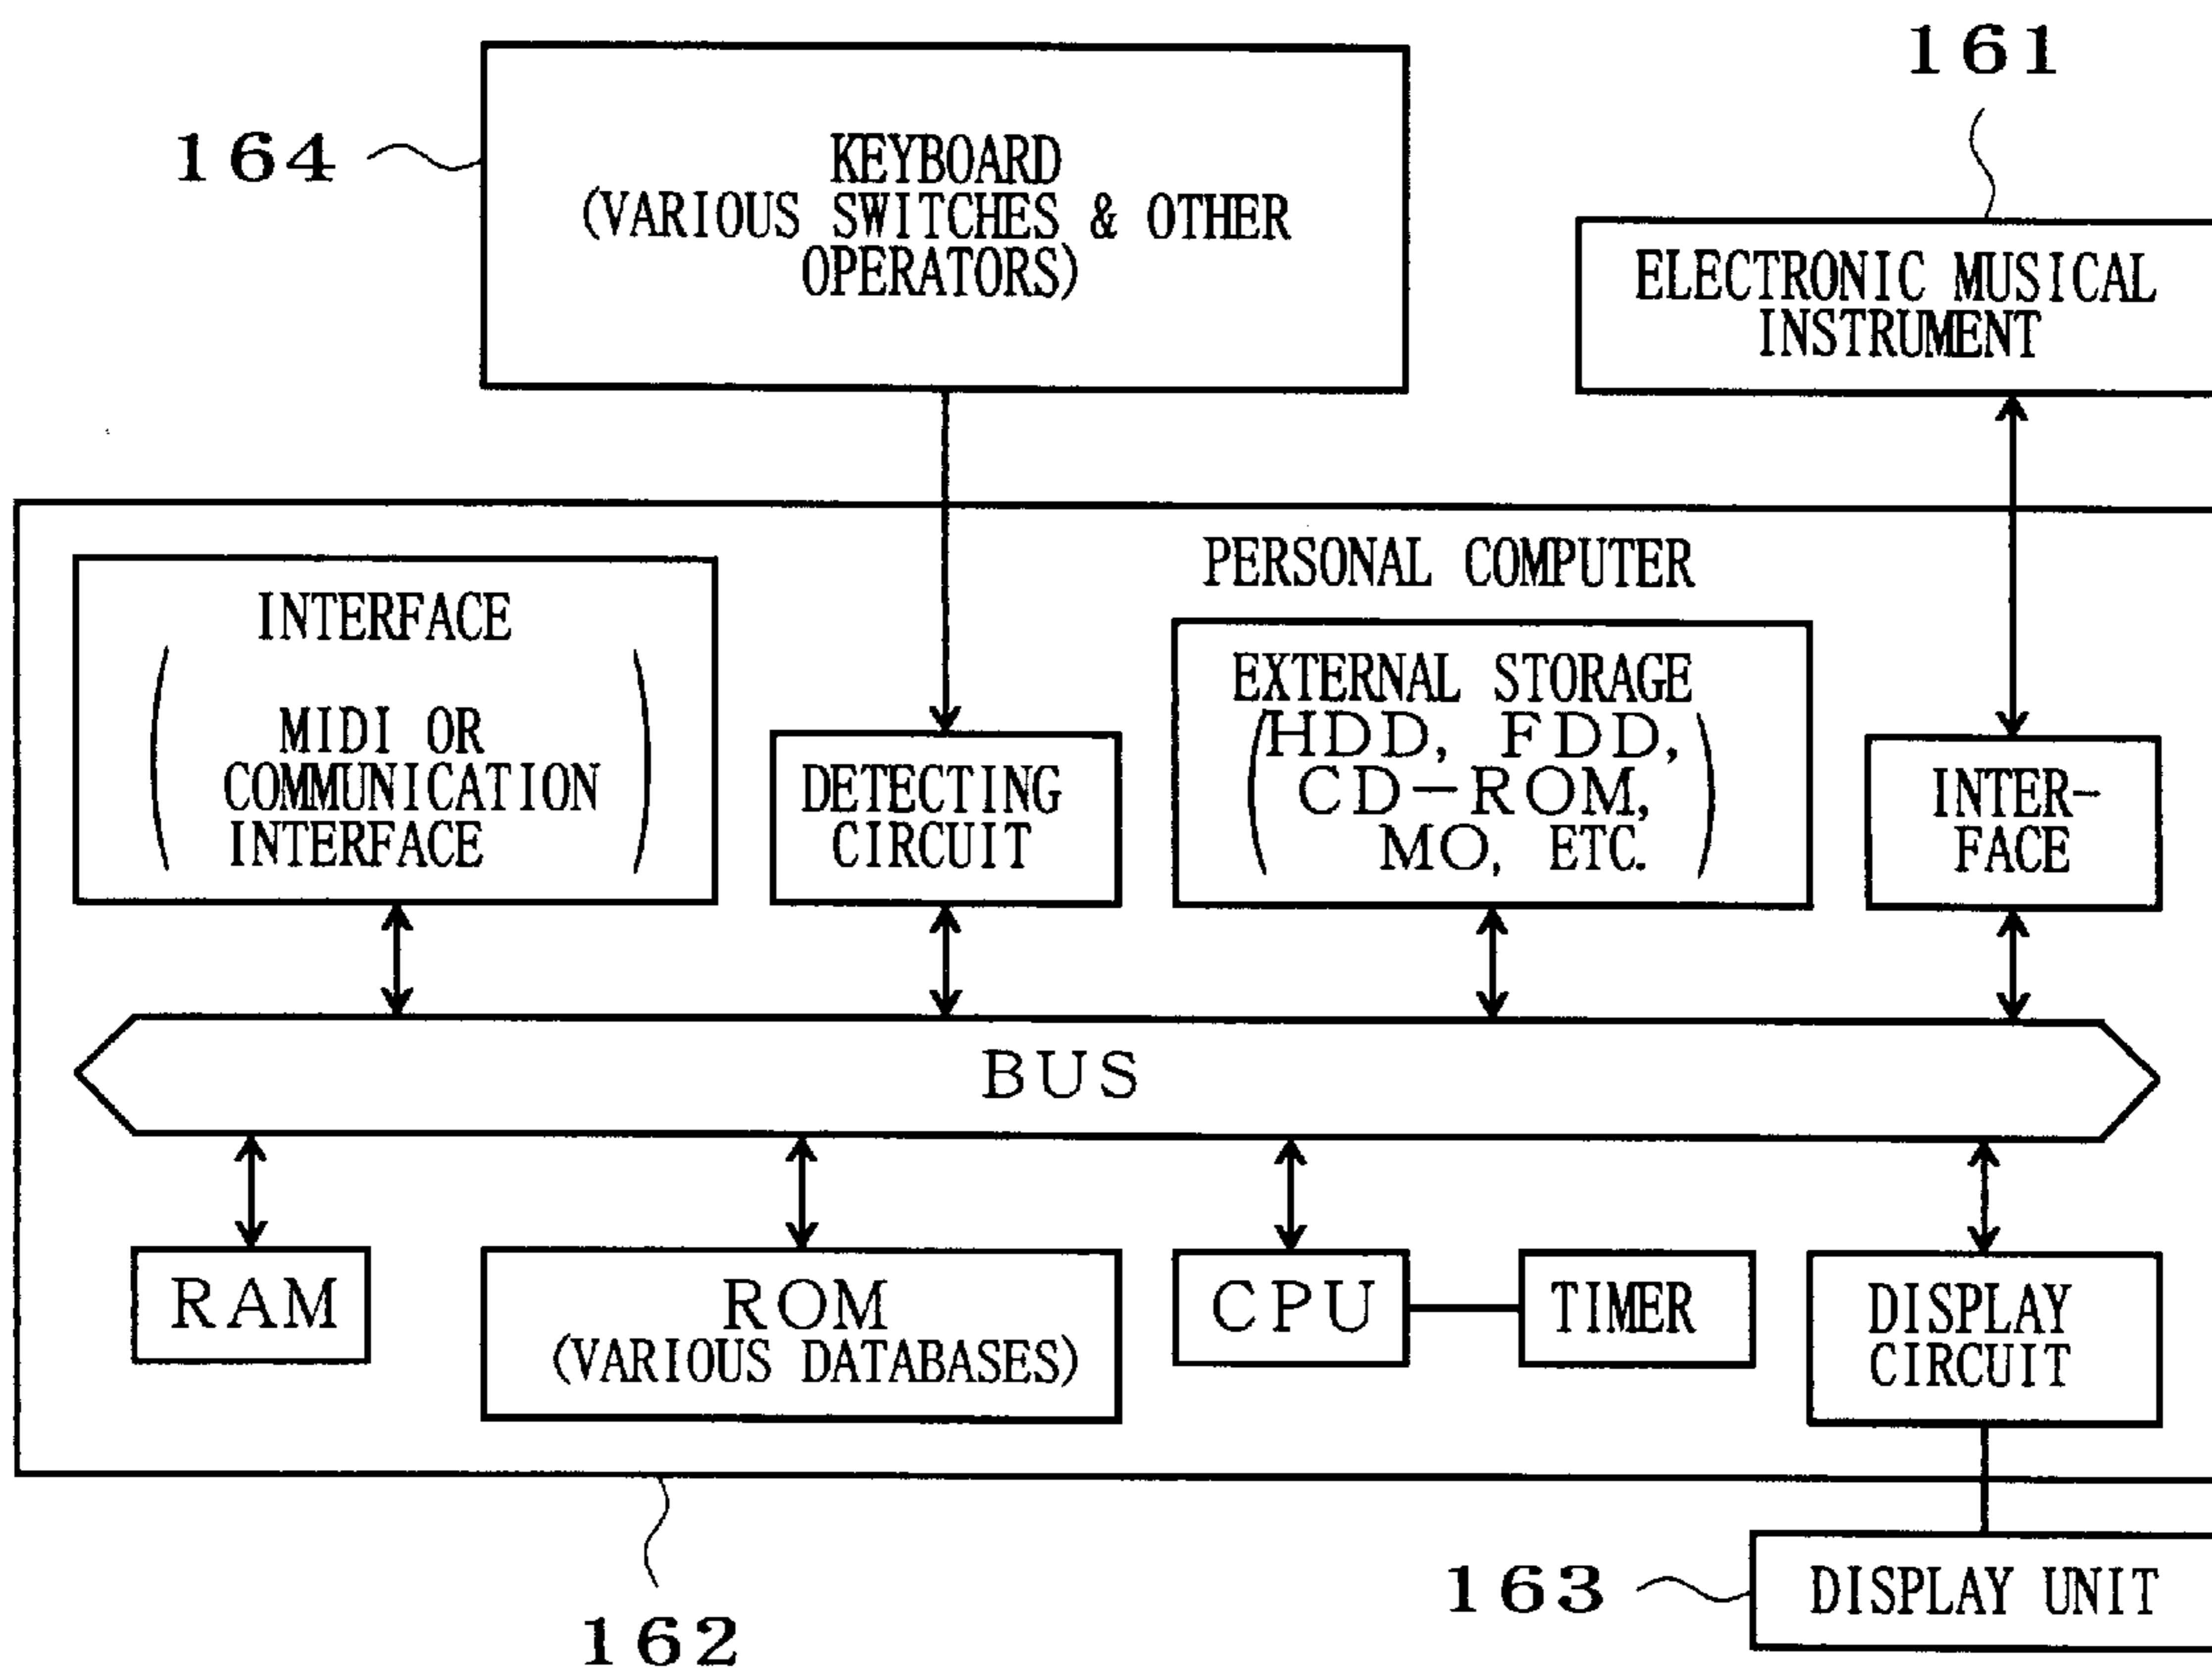 161
164
KEYBOARD
(VARIOUS SWITCHES & OTHER
OPERATORS)
ELECTRONIC MUSICAL
INSTRUMENT
PERSONAL COMPUTER
INTERFACE
MIDI OR
COMMUNICATION
INTERFACE
DETECTING
CIRCUIT
EXTERNAL STORAGE
(HDD, FDD,
CD-ROM,
MO, ETC.)
INTER-
FACE
BUS
RAM
ROM
(VARIOUS DATABASES)
CPU
TIMER
DISPLAY
CIRCUIT
163
DISPLAY UNIT
162